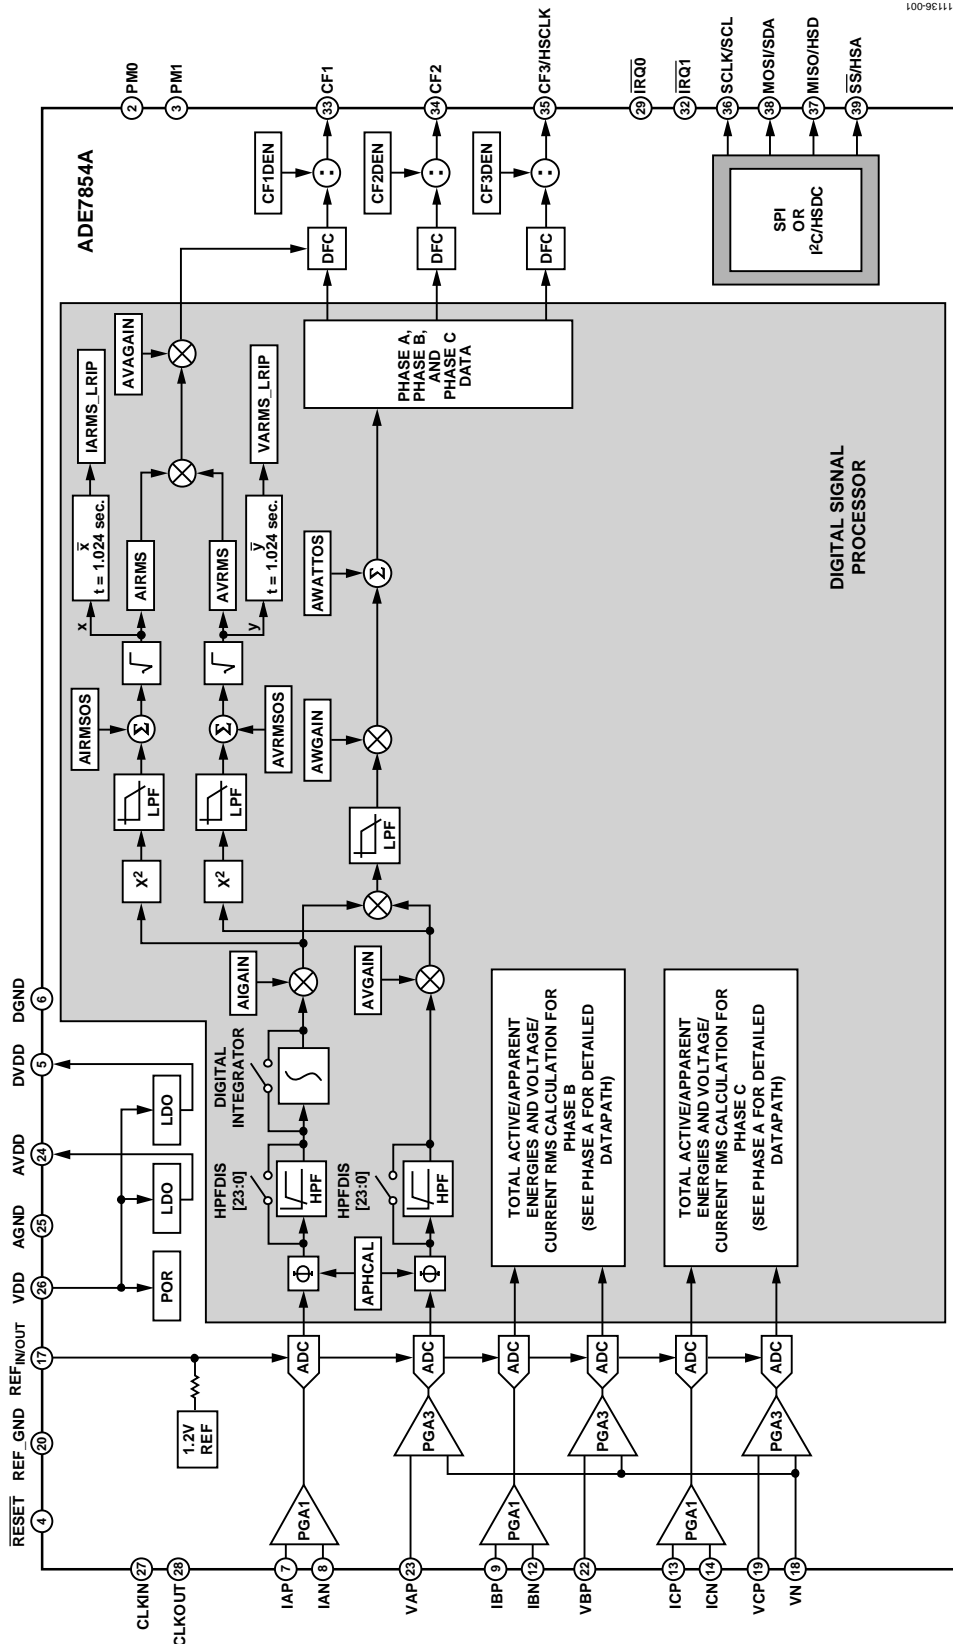 RESET
4
REF_GND
20
REFIN/OUT
17
VDD
26
AGND
25
AVDD
24
DVDD
5
DGND
6
CLKIN
27
CLKOUT
28
IAP
7
IAN
8
VAP
23
IBP
9
IBN
12
VBP
22
ICP
13
ICN
14
VCP
19
VN
18
1.2V
REF
POR
LDO
LDO
PGA1
PGA3
PGA1
PGA3
PGA1
PGA3
ADC
ADC
ADC
ADC
ADC
ADC
Φ
APHCAL
Φ
HPFDIS
[23:0]
HPF
HPFDIS
[23:0]
HPF
DIGITAL
INTEGRATOR
AIGAIN
AVGAIN
X2
LPF
AIRMSOS
Σ
√
x
x
t = 1.024 sec.
IARMS_LRIP
AIRMS
AVAGAIN
X2
LPF
AVRMSOS
Σ
√
AVRMS
y
y
t = 1.024 sec.
VARMS_LRIP
LPF
AWGAIN
AWATTOS
Σ
TOTAL ACTIVE/APPARENT
ENERGIES AND VOLTAGE/
CURRENT RMS CALCULATION FOR
PHASE B
(SEE PHASE A FOR DETAILED
DATAPATH)
TOTAL ACTIVE/APPARENT
ENERGIES AND VOLTAGE/
CURRENT RMS CALCULATION FOR
PHASE C
(SEE PHASE A FOR DETAILED
DATAPATH)
PHASE A,
PHASE B,
AND
PHASE C
DATA
DIGITAL SIGNAL
PROCESSOR
ADE7854A
DFC
CF1DEN
:
DFC
CF2DEN
:
DFC
CF3DEN
:
SPI
OR
I2C/HSDC
2
PM0
3
PM1
33
CF1
34
CF2
35
CF3/HSCLK
29
IRQ0
32
IRQ1
36
SCLK/SCL
38
MOSI/SDA
37
MISO/HSD
39
SS/HSA
11136-001